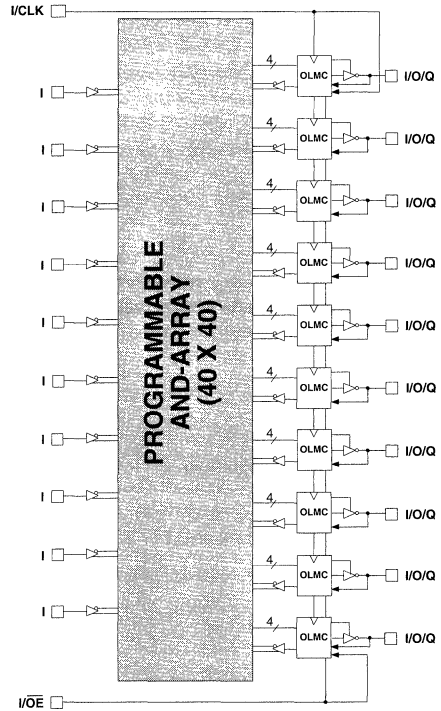 I/CLK
4
OLMC
I/O/Q
I
4
OLMC
I/O/Q
I
4
OLMC
I/O/Q
I
4
OLMC
I/O/Q
I
4
OLMC
I/O/Q
I
4
OLMC
I/O/Q
I
4
OLMC
I/O/Q
I
4
OLMC
I/O/Q
I
4
OLMC
I/O/Q
I
4
OLMC
I/O/Q
I
PROGRAMMABLE
AND-ARRAY
(40 X 40)
I/O̅E̅